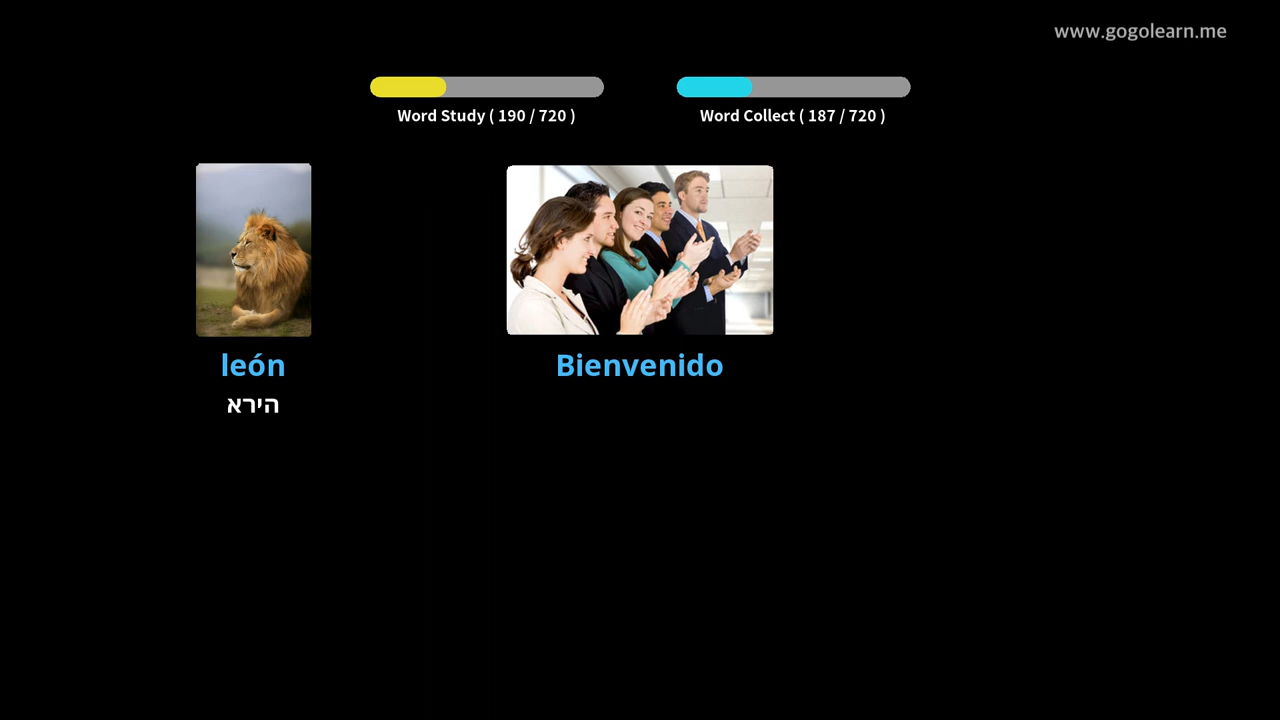 www.gogolearn.me
Word Study ( 190 / 720 )
Word Collect ( 187 / 720 )
león
Bienvenido
הירא